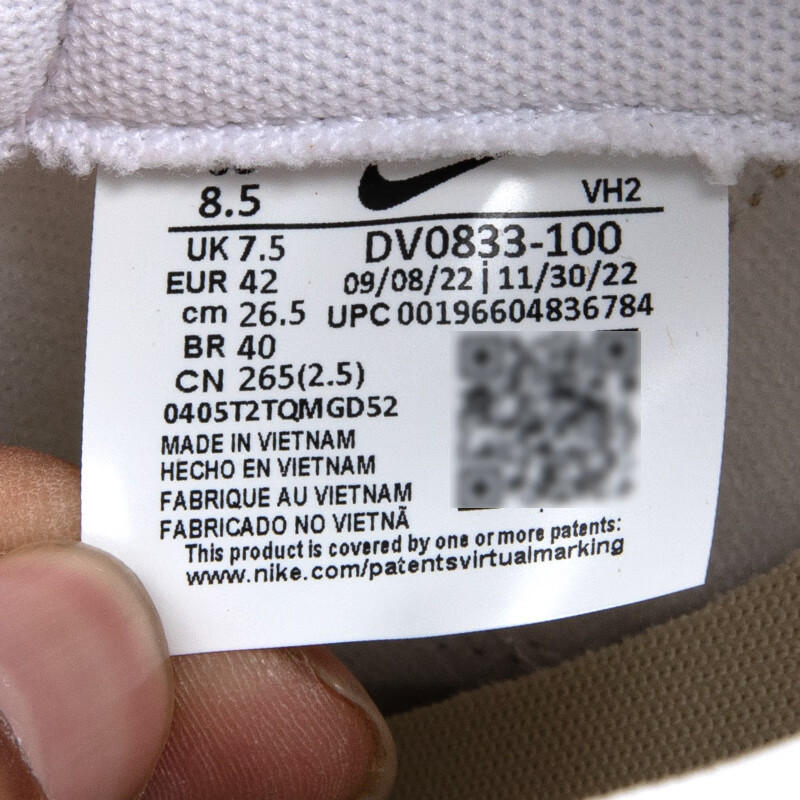 8.5 VH2
UK 7.5 DV0833-100
EUR 42 09/08/22 | 11/30/22
cm 26.5 UPC 00196604836784
BR 40
CN 265(2.5)
0405T2TQMGD52
MADE IN VIETNAM
HECHO EN VIETNAM
FABRIQUE AU VIETNAM
FABRICADO NO VIETNÃ
This product is covered by one or more patents:
www.nike.com/patentsvirtualmarking